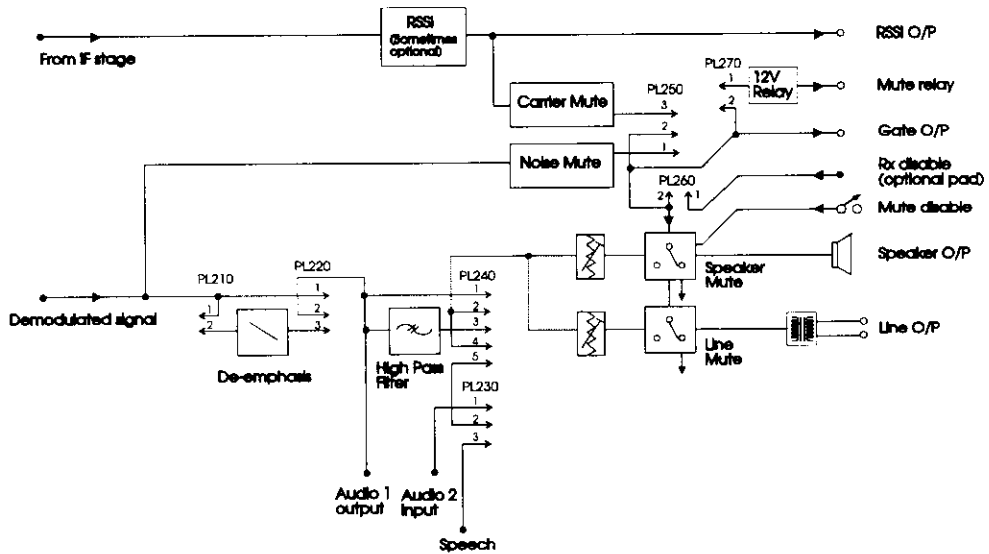 RSSI
(Sometimes
optional)
RSSI O/P
From IF stage
PL270
1
12V
Relay
Mute relay
2
PL250
Carrier Mute
3
2
Gate O/P
1
Noise Mute
Rx disable
(optional pad)
PL260
2
1
Mute disable
Speaker O/P
Speaker
Mute
PL210
PL220
PL240
1
1
2
Demodulated signal
1
2
2
3
3
4
Line O/P
Line
Mute
De-emphasis
High Pass
Filter
5
PL230
1
2
3
Audio 1
output
Audio 2
input
Speech